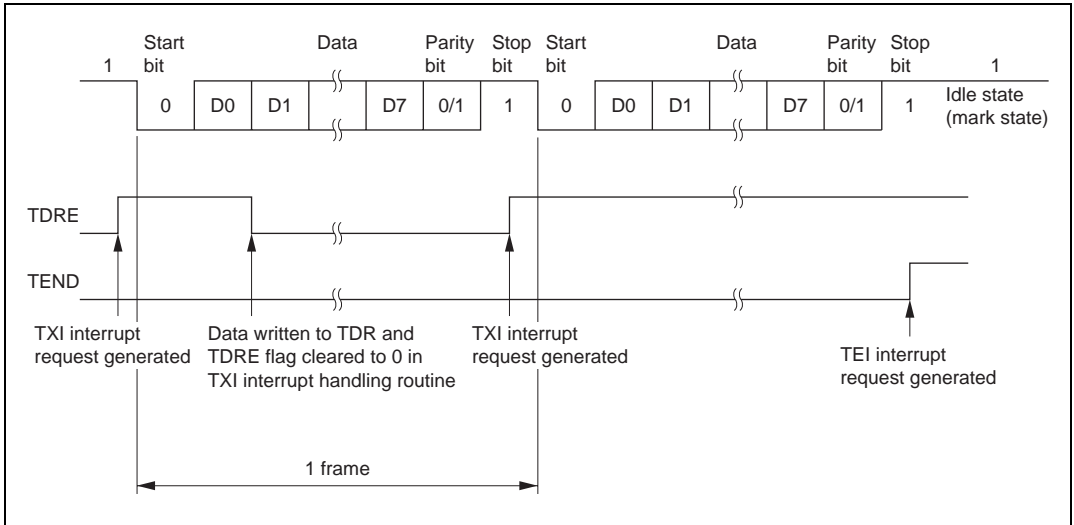 Start Data Parity Stop Start Data Parity Stop
1 bit bit bit bit bit bit 1
0 D0 D1 D7 0/1 1 0 D0 D1 D7 0/1 1 Idle state
(mark state)
TDRE
TEND
TXI interrupt
request generated
Data written to TDR and
TDRE flag cleared to 0 in
TXI interrupt handling routine
TXI interrupt
request generated
TEI interrupt
request generated
1 frame